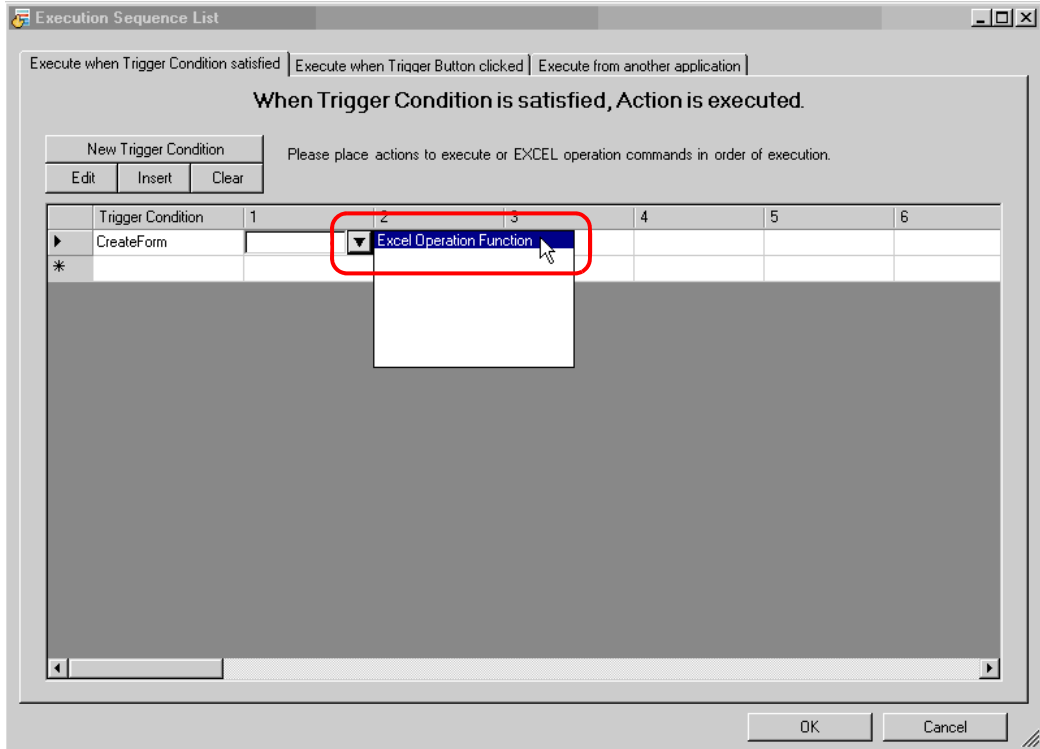 Execution Sequence List
Execute when Trigger Condition satisfied Execute when Trigger Button clicked Execute from another application
When Trigger Condition is satisfied, Action is executed.
New Trigger Condition
Please place actions to execute or EXCEL operation commands in order of execution.
Edit Insert Clear
Trigger Condition 1 2 3 4 5 6
CreateForm Excel Operation Function
OK Cancel